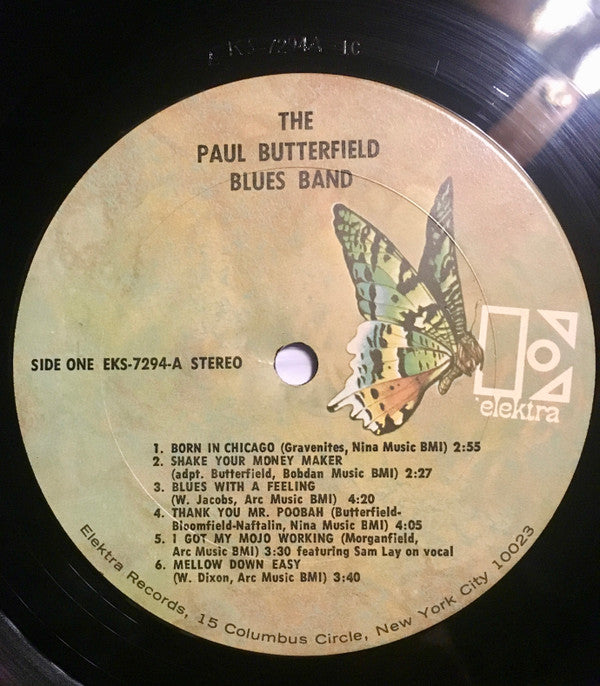 THE
PAUL BUTTERFIELD
BLUES BAND
SIDE ONE EKS-7294-A STEREO
elektra
1. BORN IN CHICAGO (Gravenites, Nina Music BMI) 2:55
2. SHAKE YOUR MONEY MAKER
(adpt. Butterfield, Bobdan Music BMI) 2:27
3. BLUES WITH A FEELING
(W. Jacobs, Arc Music BMI) 4:20
4. THANK YOU MR. POOBAH (Butterfield-
Bloomfield-Naftalin, Nina Music BMI) 4:05
5. I GOT MY MOJO WORKING (Morganfield,
Arc Music BMI) 3:30 featuring Sam Lay on vocal
6. MELLOW DOWN EASY
(W. Dixon, Arc Music BMI) 3:40
Elektra Records, 15 Columbus Circle, New York City 10023